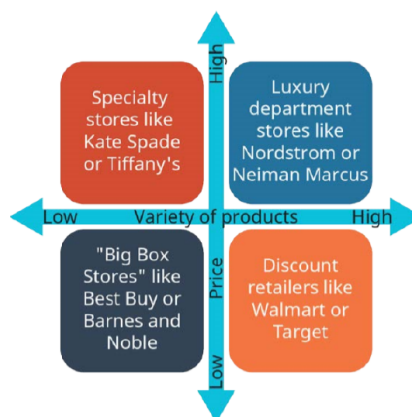 High
Specialty
stores like
Kate Spade
or Tiffany's
Luxury
department
stores like
Nordstrom or
Neiman Marcus
Low
Variety of products
High
"Big Box
Stores" like
Best Buy or
Barnes and
Noble
Price
Discount
retailers like
Walmart or
Target
Low